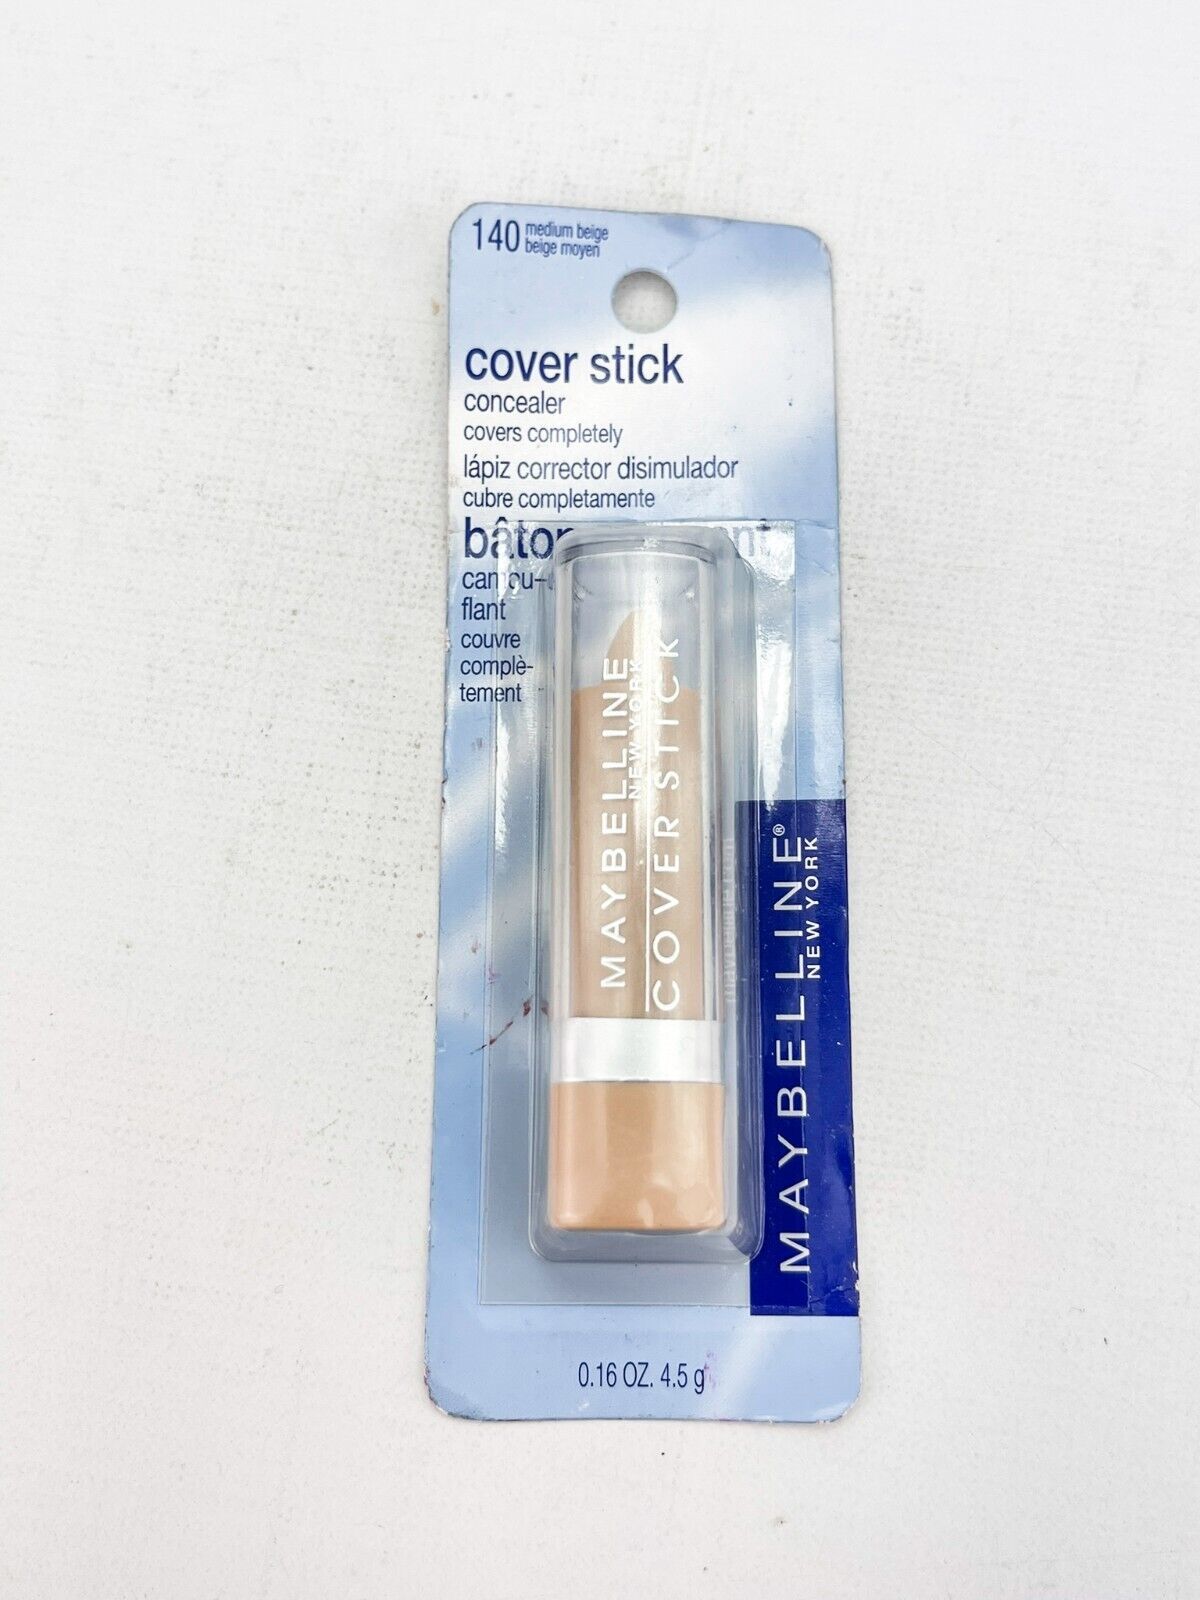 140 medium beige
beige moyen
cover stick
concealer
covers completely
lápiz corrector disimulador
cubre completamente
camou-
flant
couvre
complè-
tement
MAYBELLINE
NEW YORK
COVER STICK
MAYBELLINE®
NEW YORK
0.16 OZ. 4.5 g